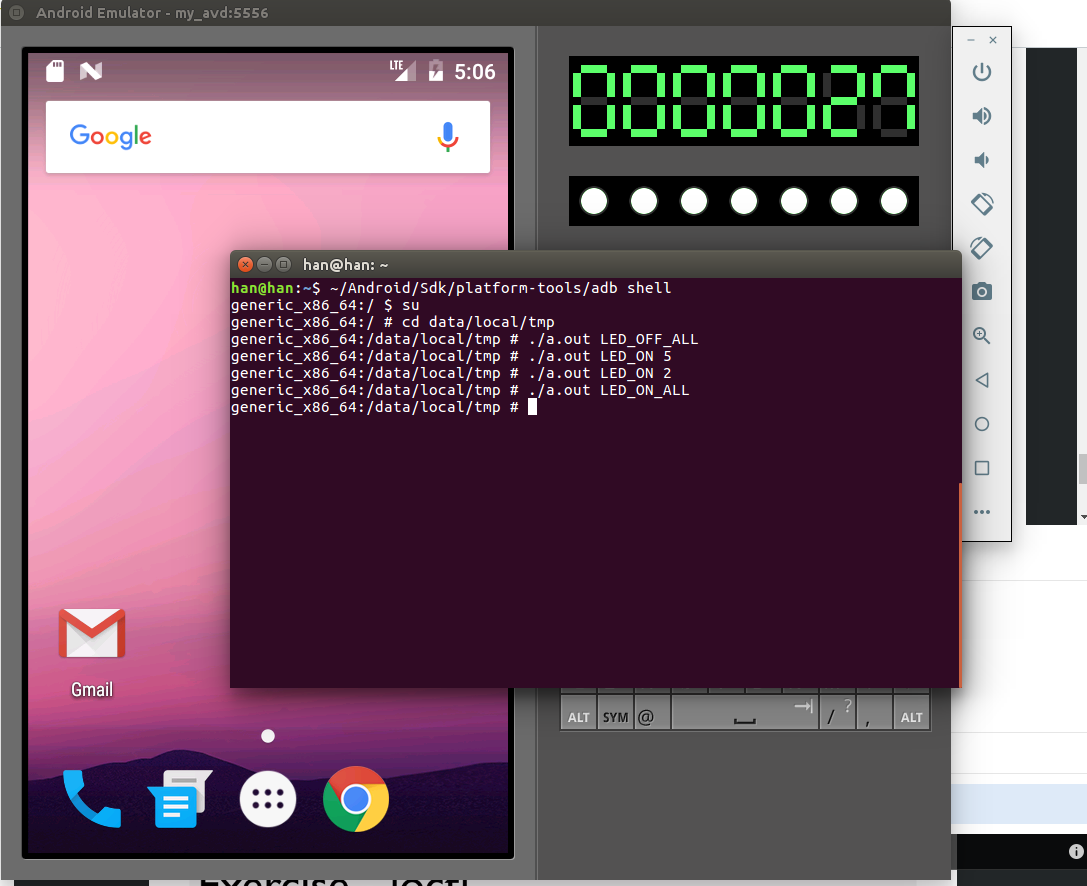 Android Emulator - my_avd:5556
LTE 5:06
Google
0000027
han@han: ~
han@han:~$ ~/Android/Sdk/platform-tools/adb shell
generic_x86_64:/ $ su
generic_x86_64:/ # cd data/local/tmp
generic_x86_64:/data/local/tmp # ./a.out LED_OFF_ALL
generic_x86_64:/data/local/tmp # ./a.out LED_ON 5
generic_x86_64:/data/local/tmp # ./a.out LED_ON 2
generic_x86_64:/data/local/tmp # ./a.out LED_ON_ALL
generic_x86_64:/data/local/tmp #
Gmail
ALT SYM @ / ? , ALT